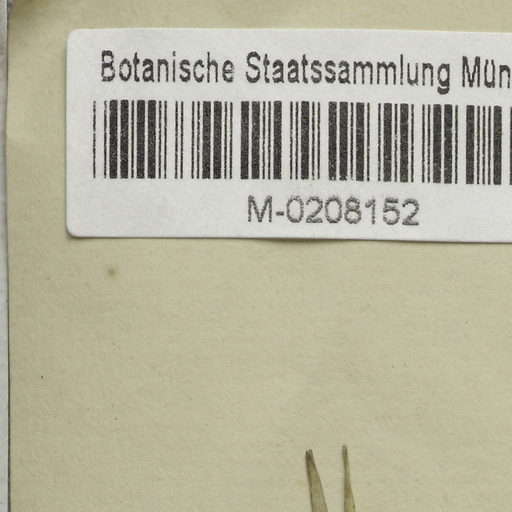 Botanische Staatssammlung Mün
M-0208152